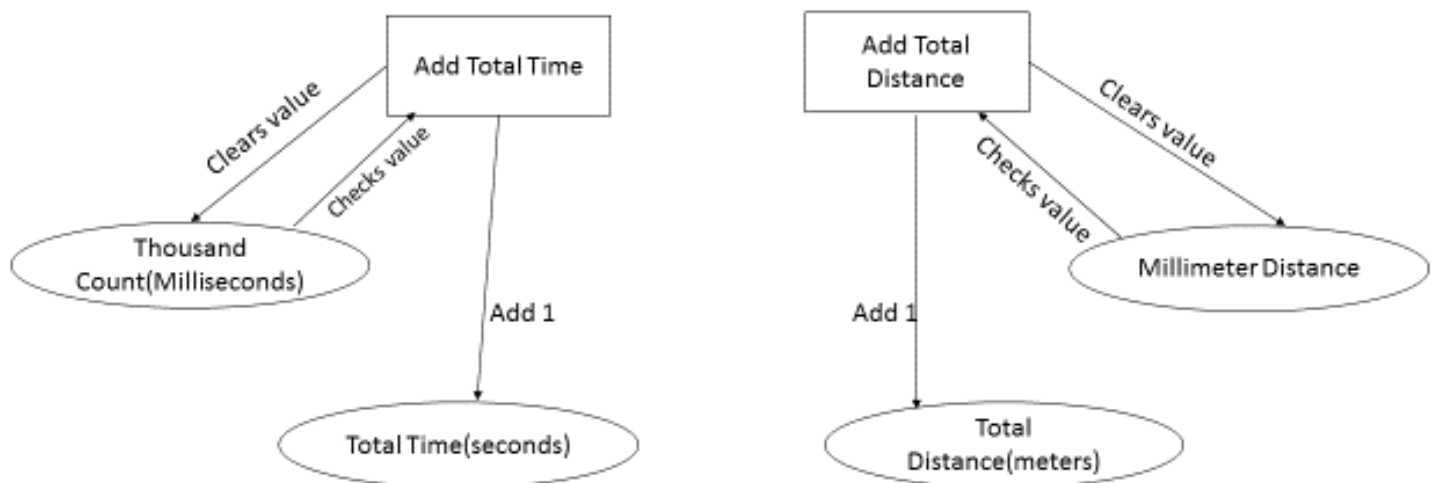 Add Total Time
Add Total
Distance
Clears value
Checks value
Clears value
Checks value
Thousand
Count(Milliseconds)
Millimeter Distance
Add 1
Add 1
Total Time(seconds)
Total
Distance(meters)